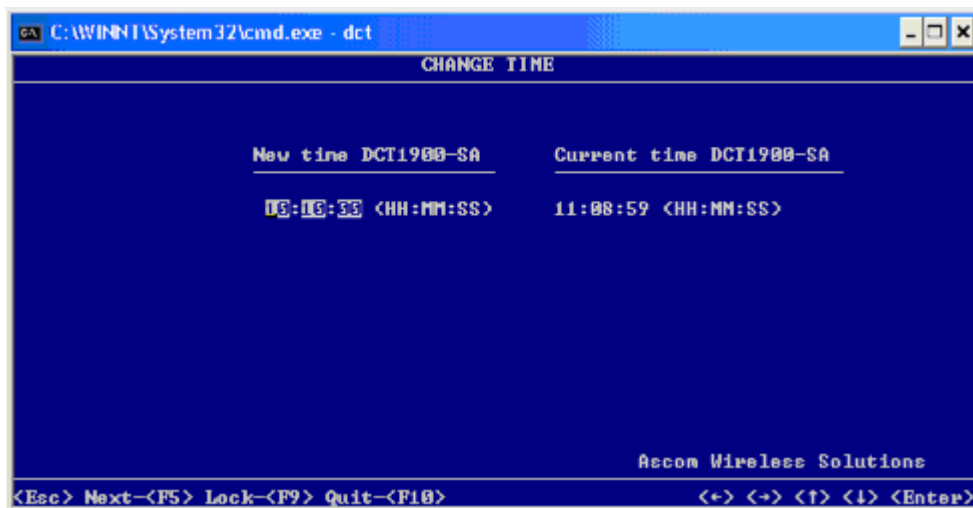 C:\WINNT\System32\cmd.exe - dct
CHANGE TIME
New time DCT1900-SA Current time DCT1900-SA
(HH:MM:SS) 11:08:59 (HH:MM:SS)
Ascom Wireless Solutions
<Esc> Next-<F5> Lock-<F9> Quit-<F10> <←> <→> <↑> <↓> <Enter>